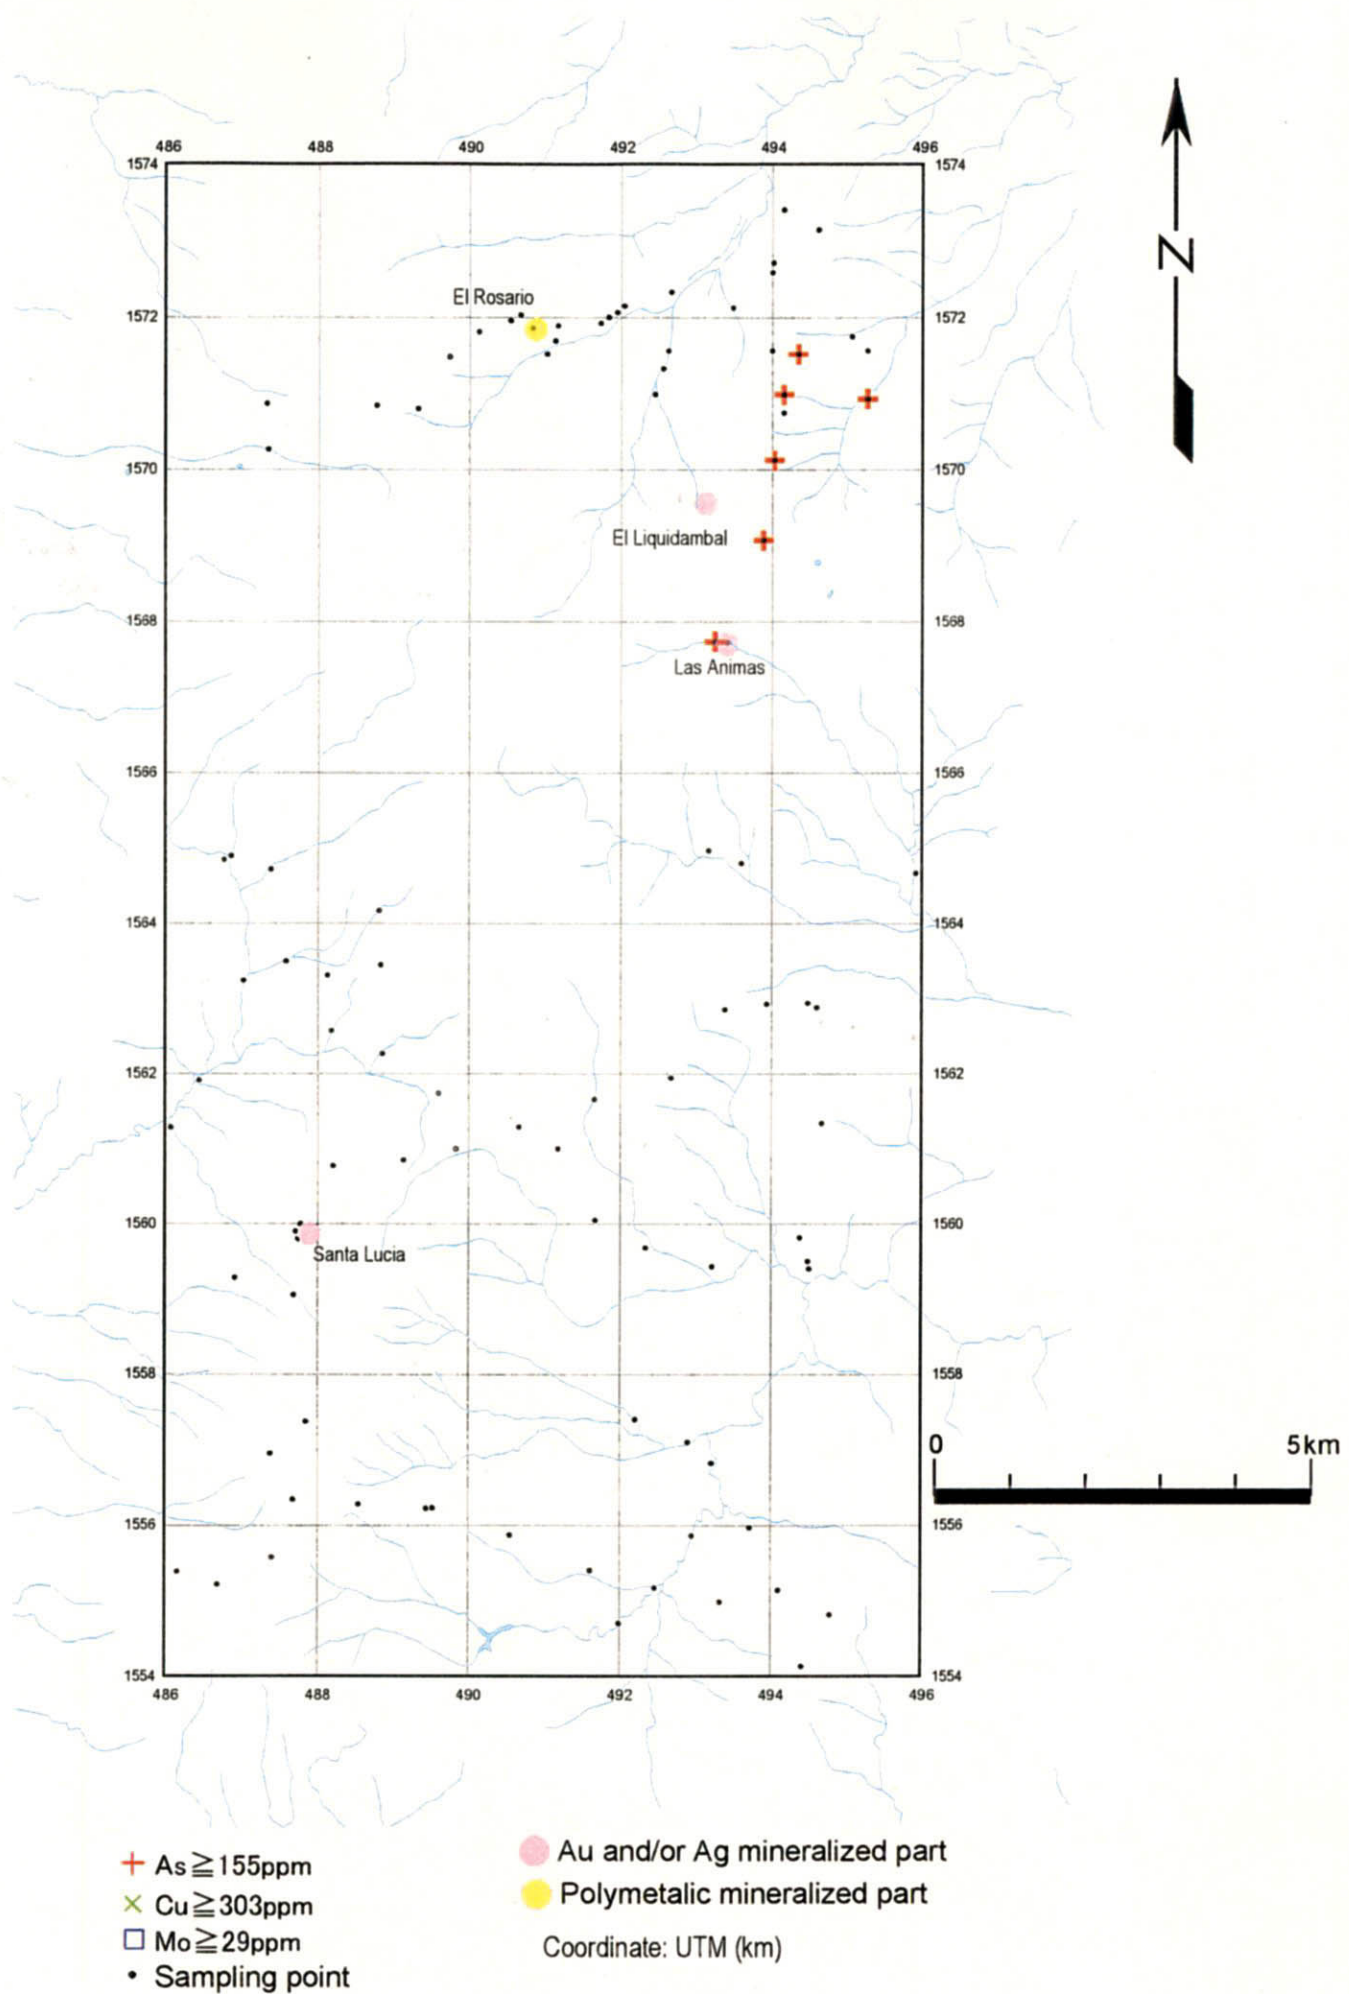 486 488 490 492 494 496
1574 1574
N
El Rosario
1572 1572
1570 1570
El Liquidambal
1568 1568
Las Animas
1566 1566
1564 1564
1562 1562
1560 1560
Santa Lucia
1558 1558
0 5km
1556 1556
1554 1554
486 488 490 492 494 496
As≧155ppm
Cu≧303ppm
Mo≧29ppm
Sampling point
Au and/or Ag mineralized part
Polymetalic mineralized part
Coordinate: UTM (km)